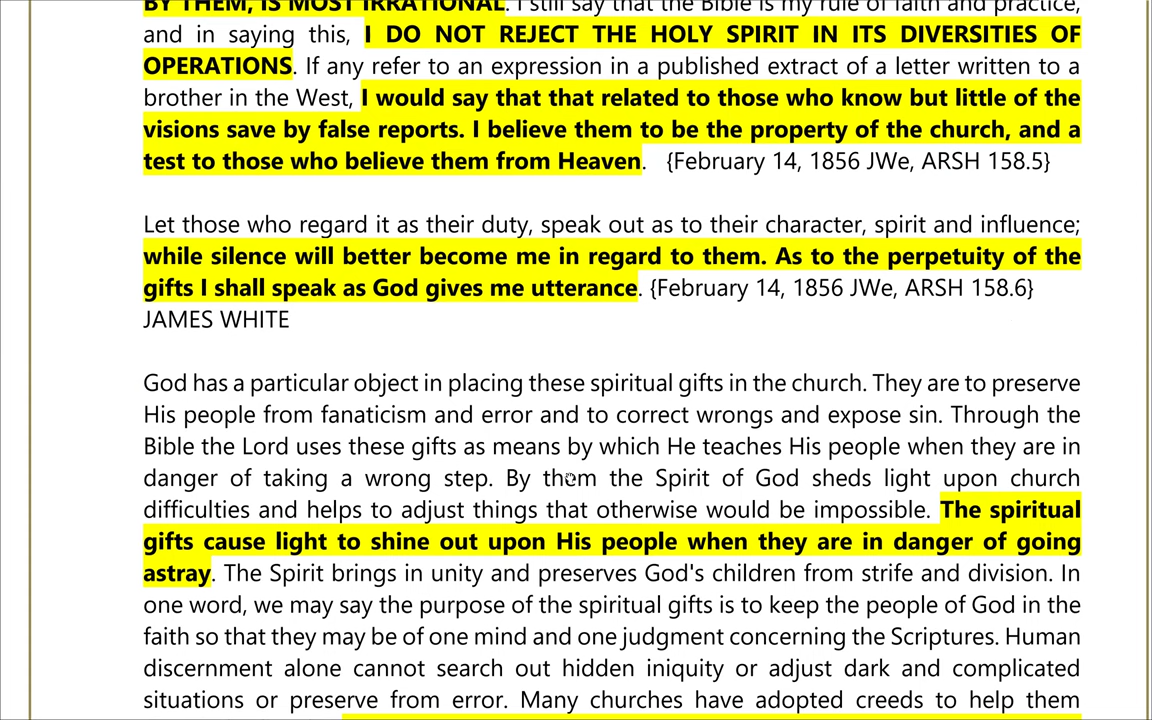 BY THEM, IS MOST IRRATIONAL. I still say that the Bible is my rule of faith and practice,
and in saying this, I DO NOT REJECT THE HOLY SPIRIT IN ITS DIVERSITIES OF
OPERATIONS. If any refer to an expression in a published extract of a letter written to a
brother in the West, I would say that that related to those who know but little of the
visions save by false reports. I believe them to be the property of the church, and a
test to those who believe them from Heaven. {February 14, 1856 JWe, ARSH 158.5}
Let those who regard it as their duty, speak out as to their character, spirit and influence;
while silence will better become me in regard to them. As to the perpetuity of the
gifts I shall speak as God gives me utterance. {February 14, 1856 JWe, ARSH 158.6}
JAMES WHITE
God has a particular object in placing these spiritual gifts in the church. They are to preserve
His people from fanaticism and error and to correct wrongs and expose sin. Through the
Bible the Lord uses these gifts as means by which He teaches His people when they are in
danger of taking a wrong step. By them the Spirit of God sheds light upon church
difficulties and helps to adjust things that otherwise would be impossible. The spiritual
gifts cause light to shine out upon His people when they are in danger of going
astray. The Spirit brings in unity and preserves God's children from strife and division. In
one word, we may say the purpose of the spiritual gifts is to keep the people of God in the
faith so that they may be of one mind and one judgment concerning the Scriptures. Human
discernment alone cannot search out hidden iniquity or adjust dark and complicated
situations or preserve from error. Many churches have adopted creeds to help them